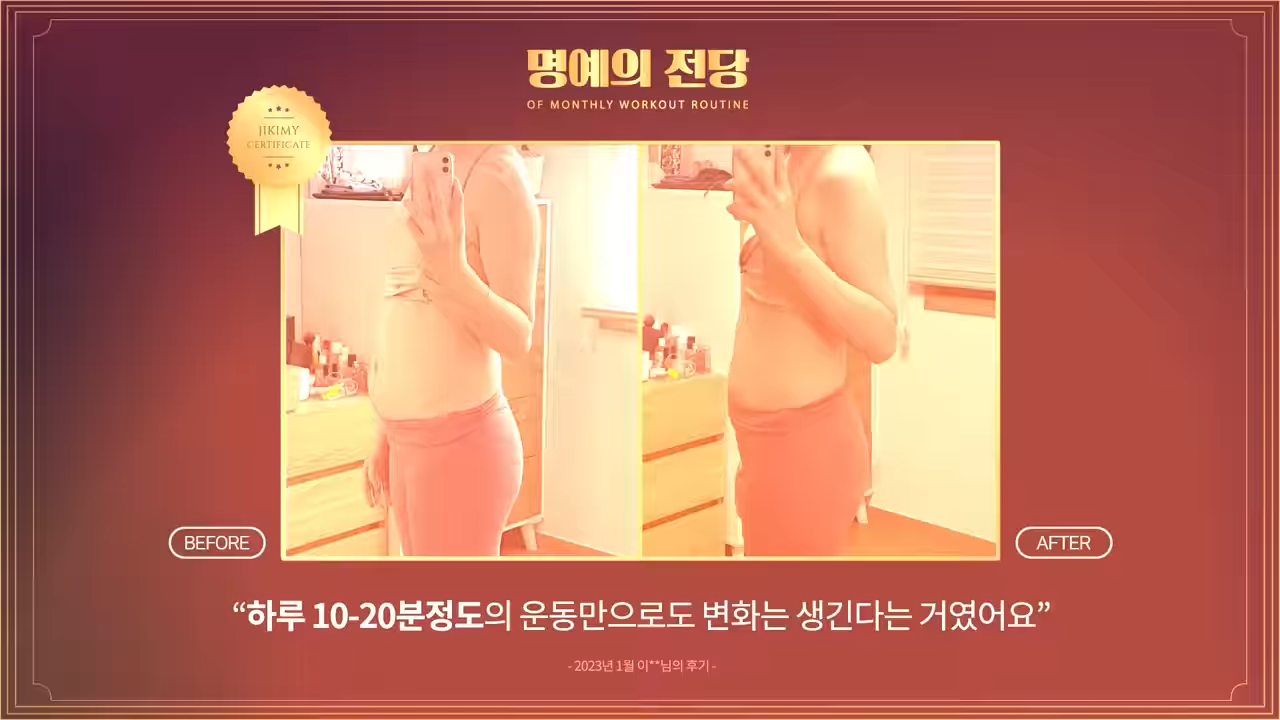 명예의 전당
OF MONTHLY WORKOUT ROUTINE
JIKIMY
CERTIFICATE
BEFORE
AFTER
“하루 10-20분정도의 운동만으로도 변화는 생긴다는 거였어요”
- 2023년 1월 이**님의 후기 -